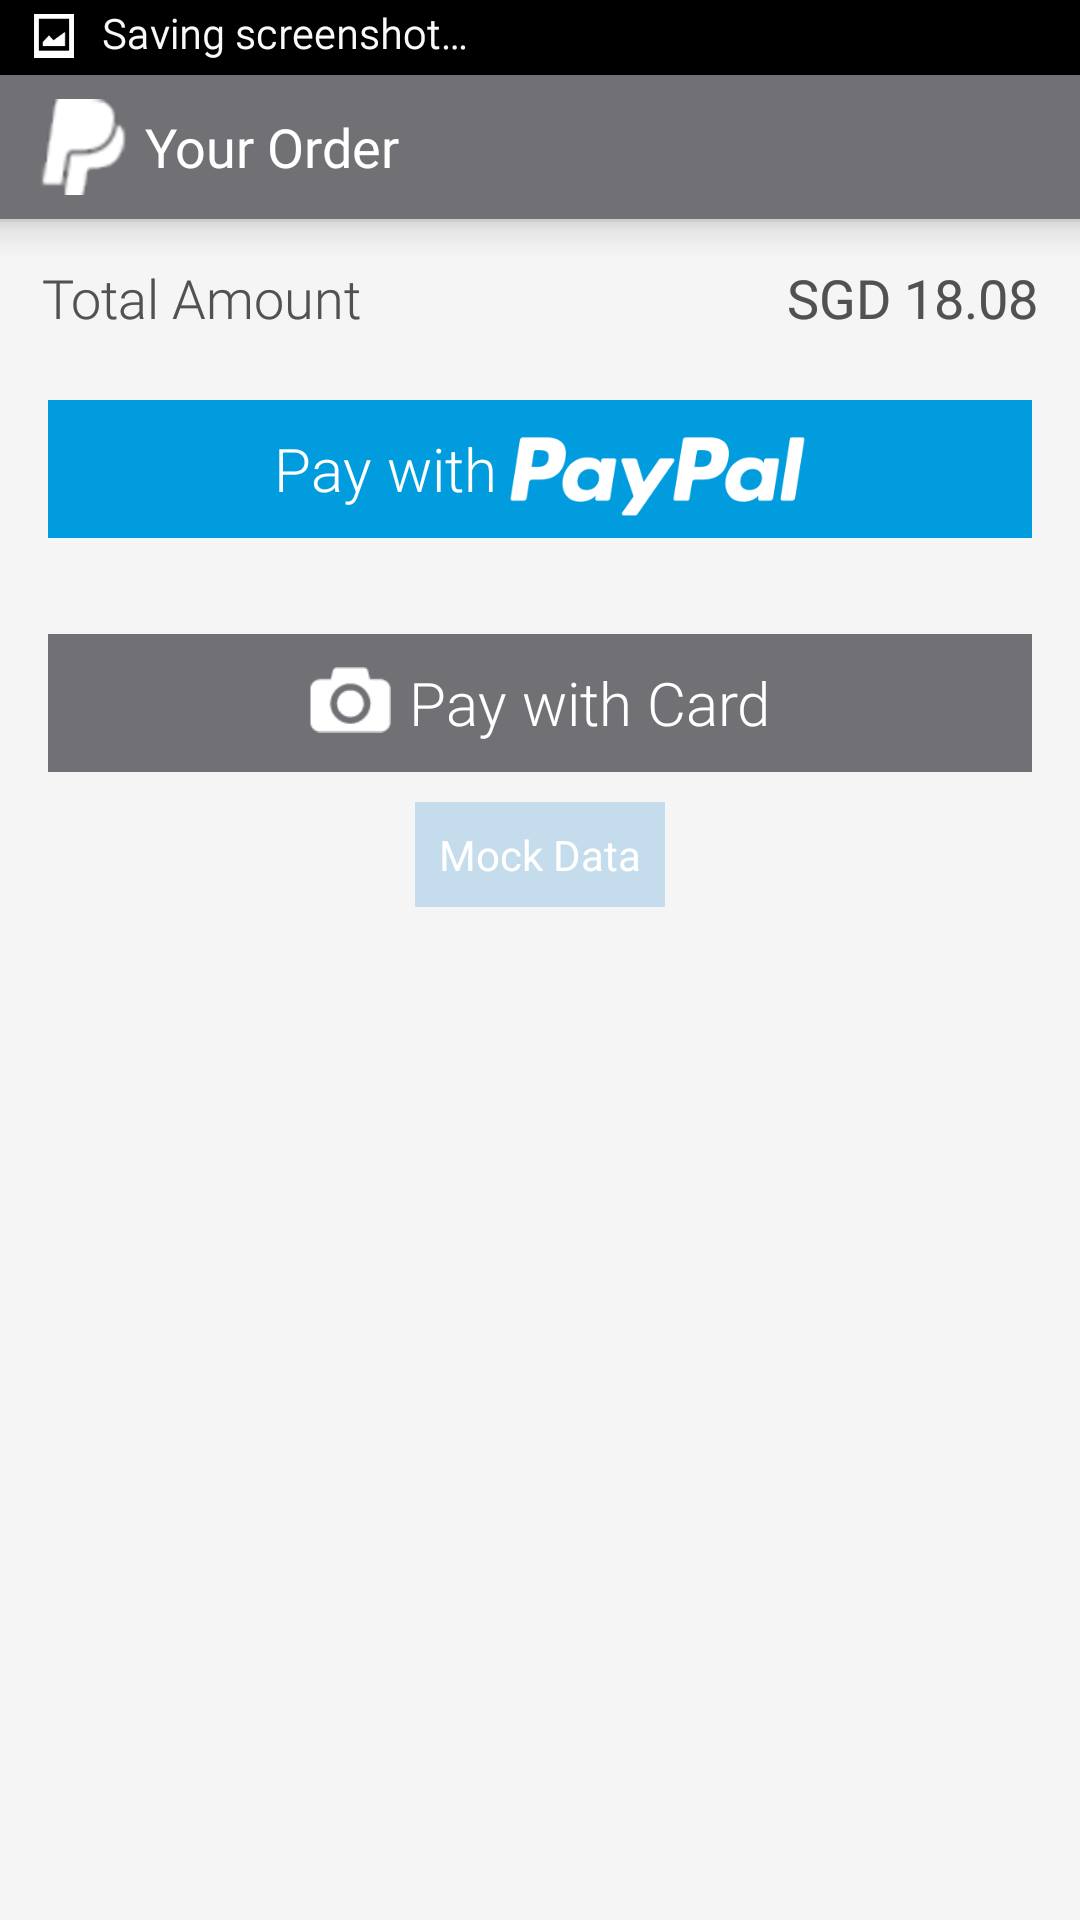 Saving screenshot...
Your Order
Total Amount SGD 18.08
Pay with PayPal
Pay with Card
Mock Data